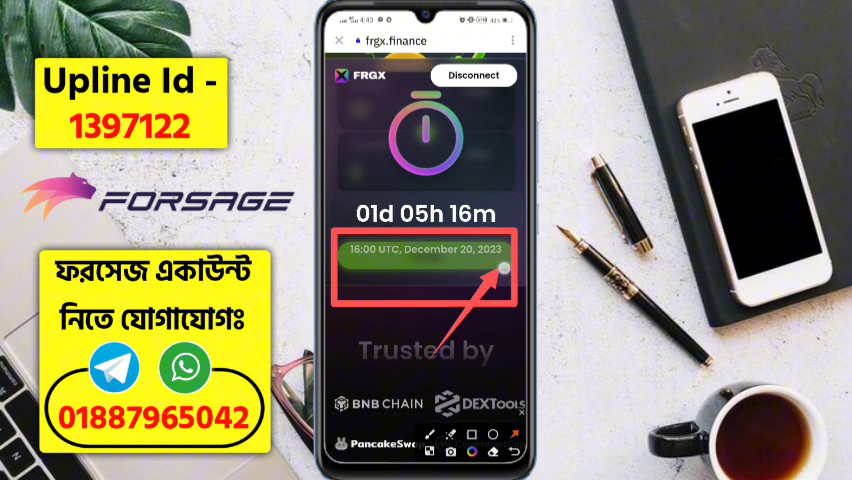 Upline Id -
1397122
FORSAGE
ফরসেজ একাউন্ট
নিতে যোগাযোগঃ
01887965042
4:43
42%
frgx.finance
FRGX
Disconnect
01d 05h 16m
16:00 UTC, December 20, 2023
Trusted by
BNB CHAIN
DEXTools
PancakeSwap